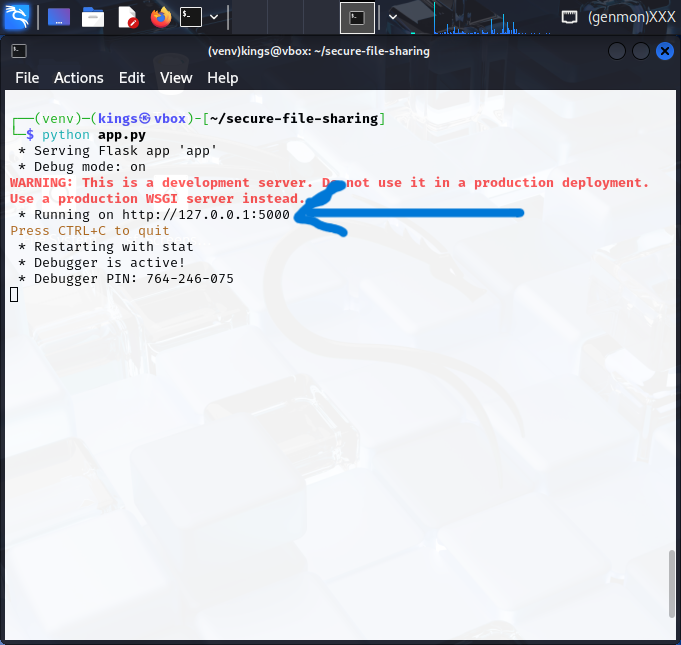 (genmon)XXX
(venv)kings@vbox: ~/secure-file-sharing
File Actions Edit View Help
┌──(venv)─(kings㉿vbox)-[~/secure-file-sharing]
└─$ python app.py
* Serving Flask app 'app'
* Debug mode: on
WARNING: This is a development server. Do not use it in a production deployment.
Use a production WSGI server instead.
* Running on http://127.0.0.1:5000
Press CTRL+C to quit
* Restarting with stat
* Debugger is active!
* Debugger PIN: 764-246-075